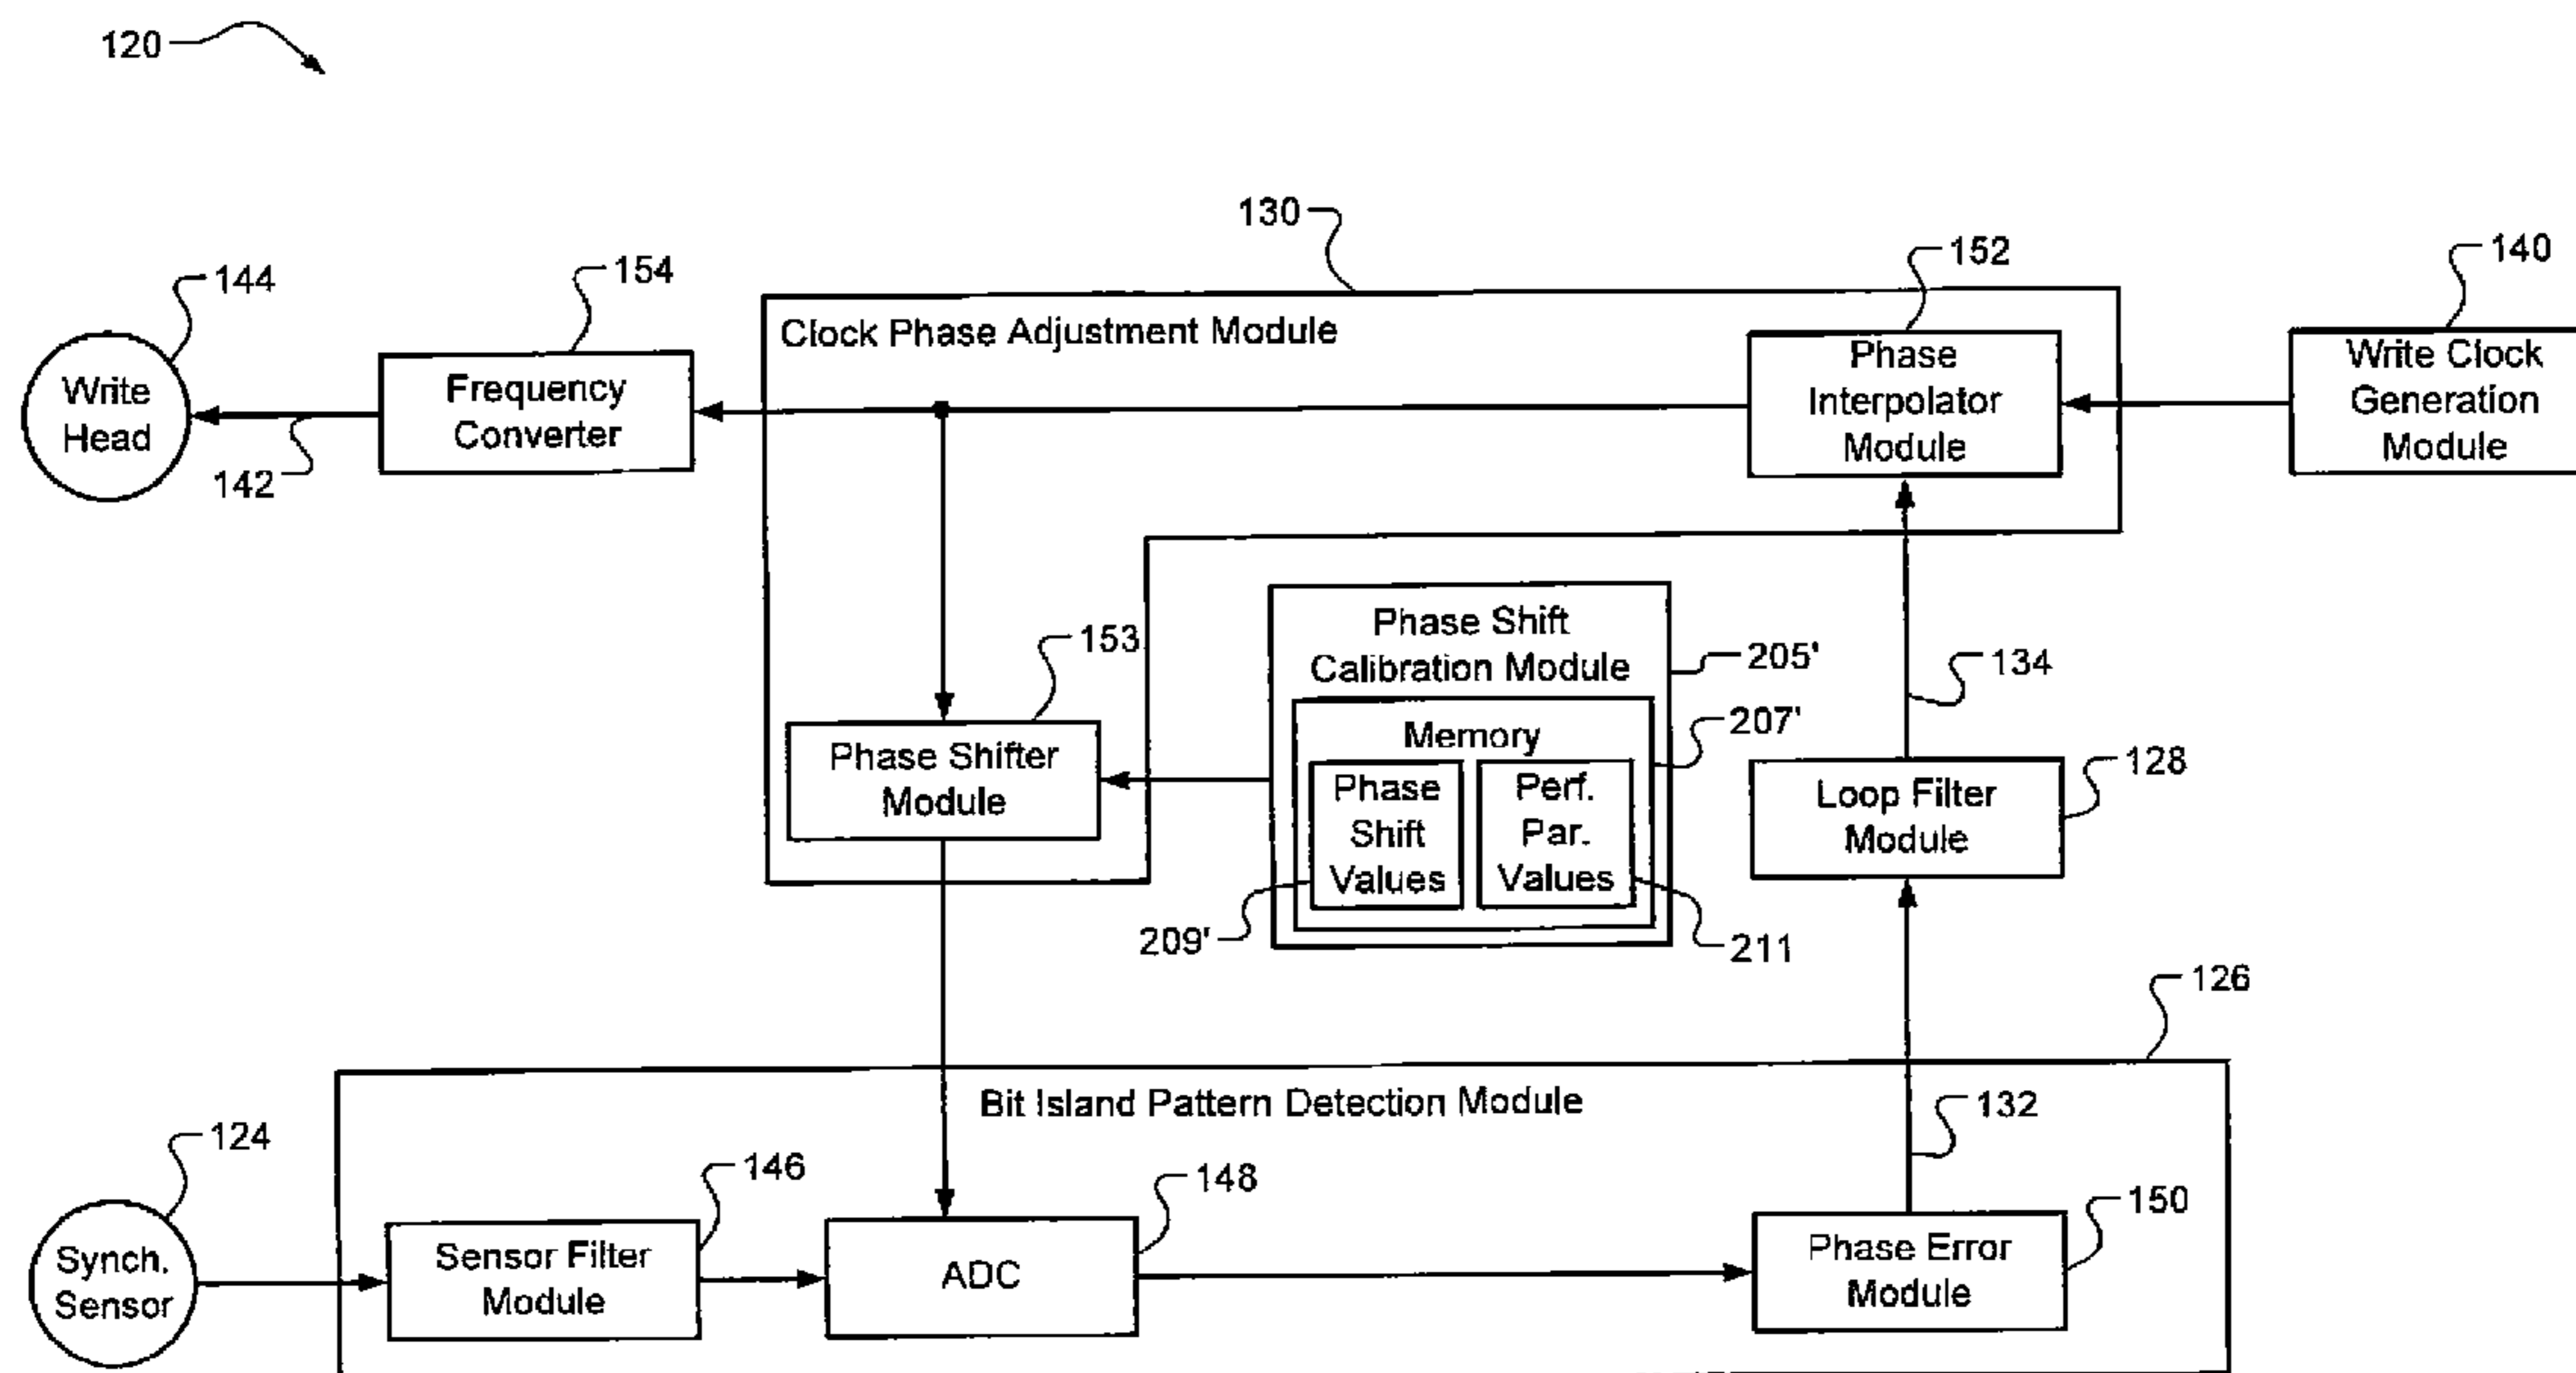 120
130
152
140
144
154
Clock Phase Adjustment Module
Phase
Interpolator
Module
Write Clock
Generation
Module
Write
Head
Frequency
Converter
142
153
Phase Shift
Calibration Module
205'
134
Memory
207'
Phase Shifter
Module
Phase
Shift
Values
Perf.
Par.
Values
Loop Filter
Module
128
209'
211
126
Bit Island Pattern Detection Module
132
124
146
148
150
Synch.
Sensor
Sensor Filter
Module
ADC
Phase Error
Module